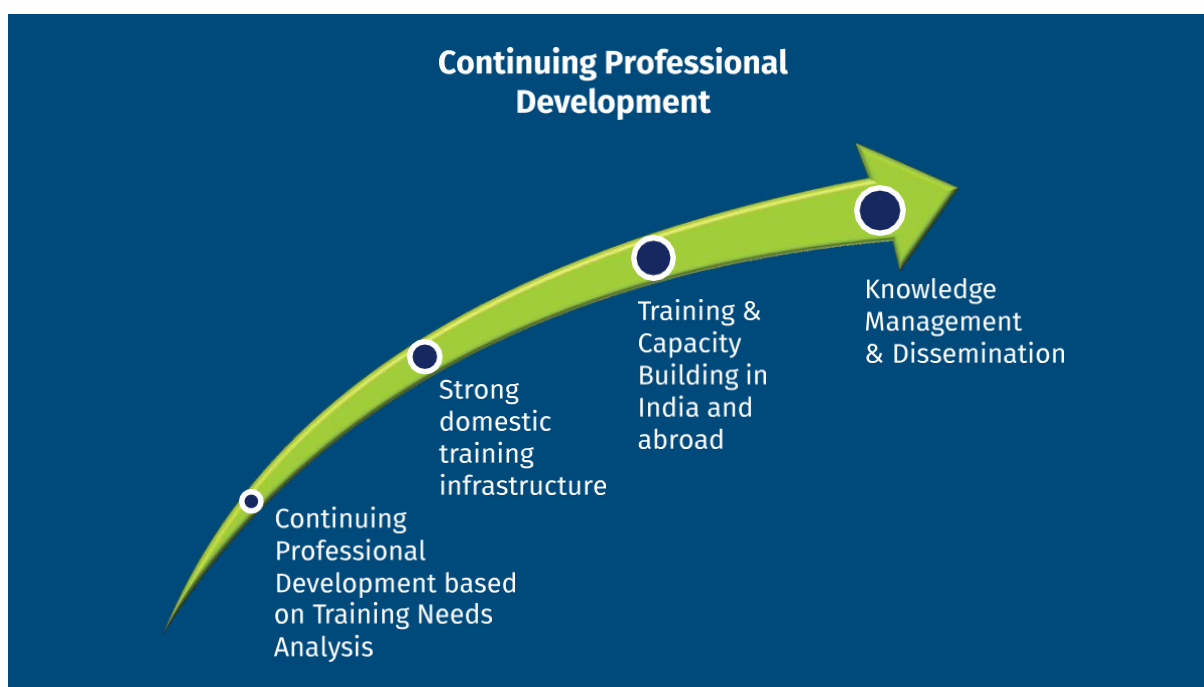 Continuing Professional
Development
Continuing
Professional
Development based
on Training Needs
Analysis
Strong
domestic
training
infrastructure
Training &
Capacity
Building in
India and
abroad
Knowledge
Management
& Dissemination